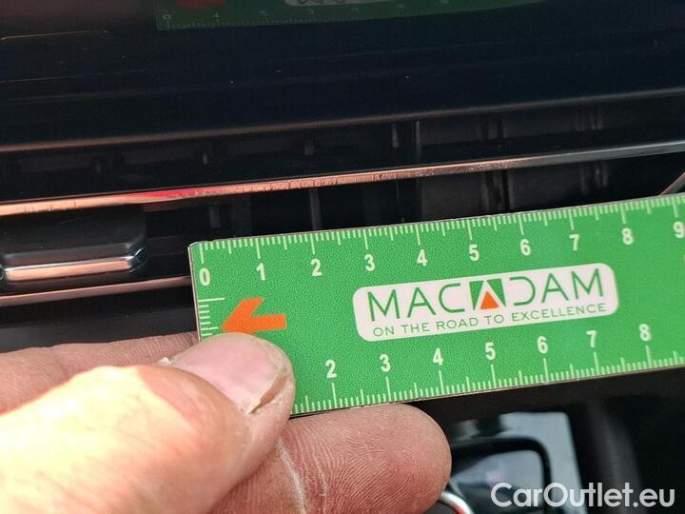 0 1 2 3 4 5 6 7 8 9
MACADAM
ON THE ROAD TO EXCELLENCE
2 3 4 5 6 7 8
CarOutlet.eu